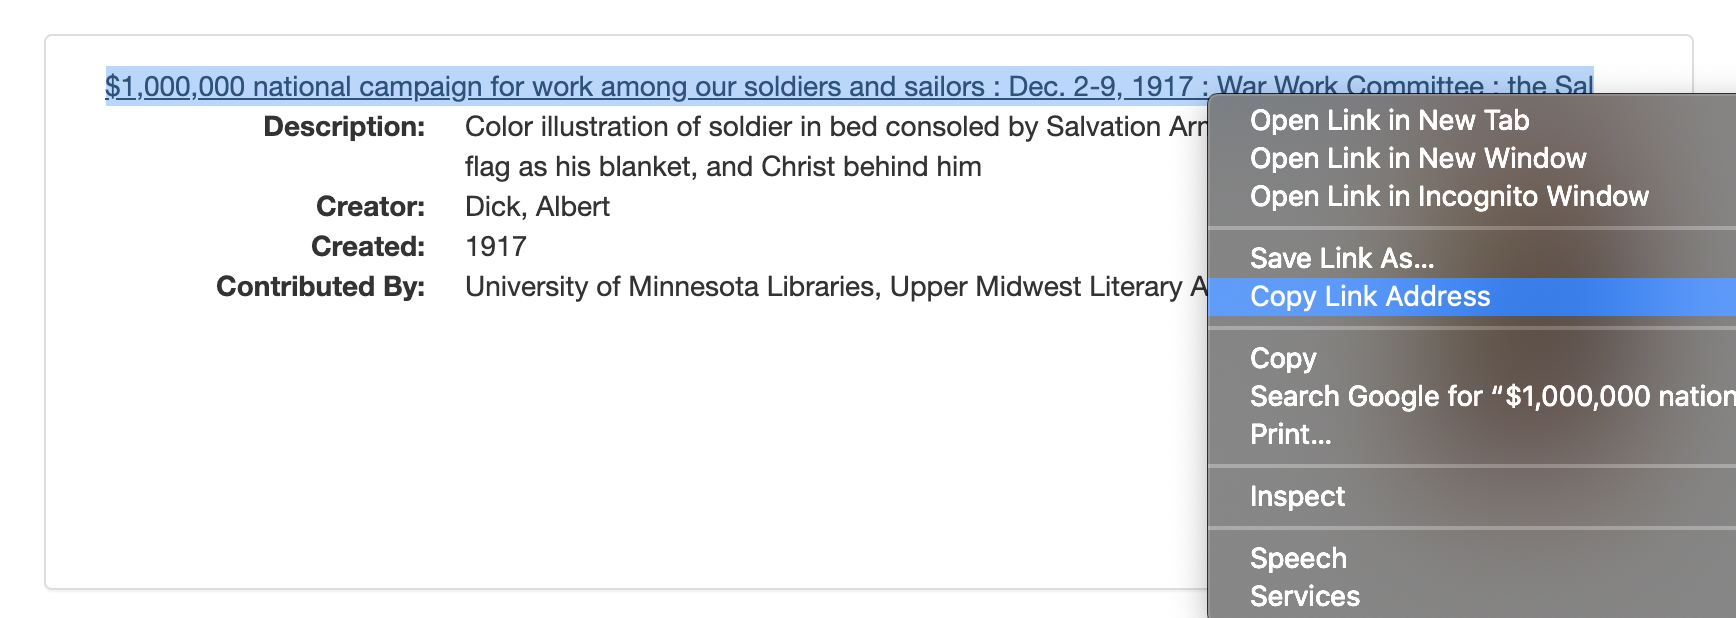 $1,000,000 national campaign for work among our soldiers and sailors : Dec. 2-9, 1917 : War Work Committee : the Sal
Description: Color illustration of soldier in bed consoled by Salvation
flag as his blanket, and Christ behind him
Creator: Dick, Albert
Created: 1917
Contributed By: University of Minnesota Libraries, Upper Midwest Literary
Open Link in New Tab
Open Link in New Window
Open Link in Incognito Window
Save Link As...
Copy Link Address
Copy
Search Google for “$1,000,000 nation
Print...
Inspect
Speech
Services